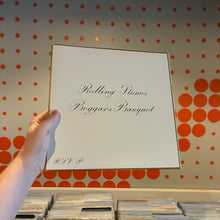 Rolling Stones
Beggars Banquet
R.S.V.P.